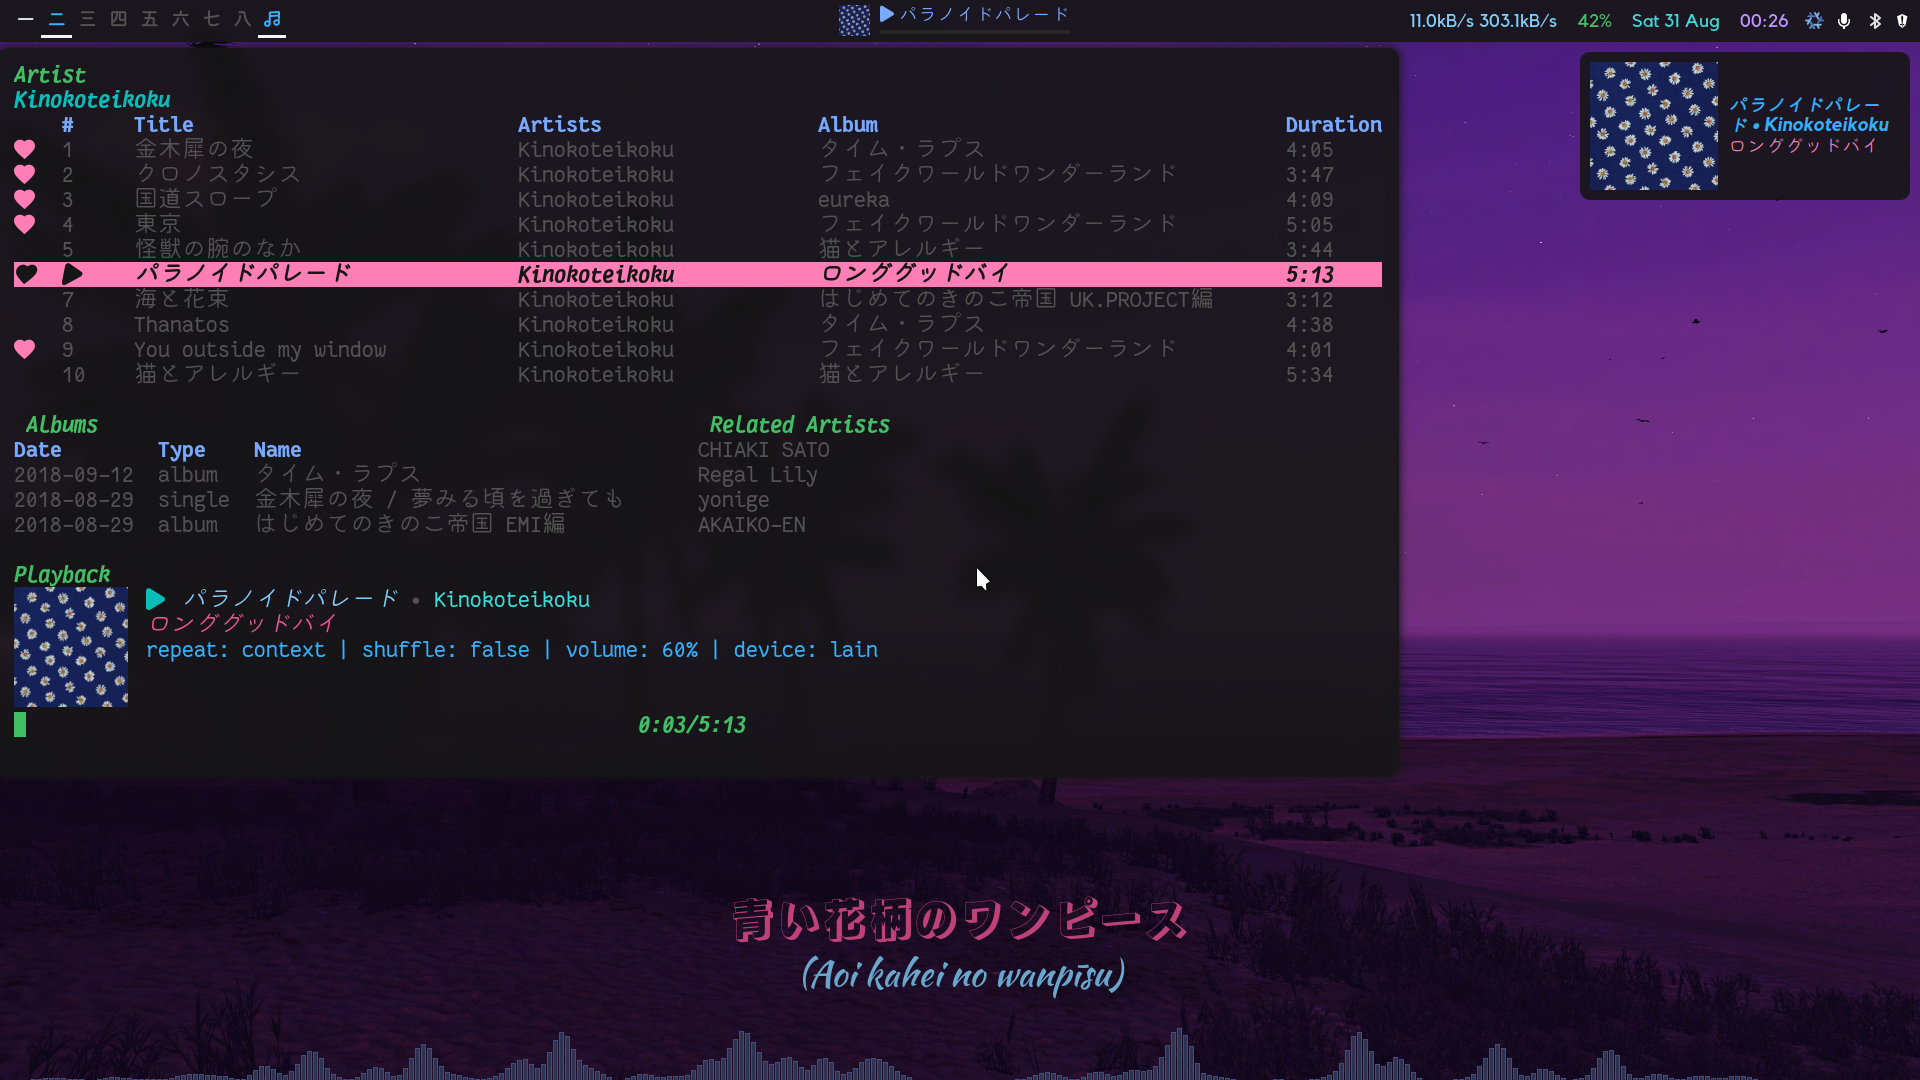 一 二 三 四 五 六 七 八
パラノイドパレード
11.0kB/s 303.1kB/s 42% Sat 31 Aug 00:26
パラノイドパレー
ド • Kinokoteikoku
ロンググッドバイ
Artist
Kinokoteikoku
# Title Artists Album Duration
1 金木犀の夜 Kinokoteikoku タイム・ラプス 4:05
2 クロノスタシス Kinokoteikoku フェイクワールドワンダーランド 3:47
3 国道スロープ Kinokoteikoku eureka 4:09
4 東京 Kinokoteikoku フェイクワールドワンダーランド 5:05
5 怪獣の腕のなか Kinokoteikoku 猫とアレルギー 3:44
パラノイドパレード Kinokoteikoku ロンググッドバイ 5:13
7 海と花束 Kinokoteikoku はじめてのきのこ帝国 UK.PROJECT編 3:12
8 Thanatos Kinokoteikoku タイム・ラプス 4:38
9 You outside my window Kinokoteikoku フェイクワールドワンダーランド 4:01
10 猫とアレルギー Kinokoteikoku 猫とアレルギー 5:34
Albums
Date Type Name
2018-09-12 album タイム・ラプス
2018-08-29 single 金木犀の夜 / 夢みる頃を過ぎても
2018-08-29 album はじめてのきのこ帝国 EMI編
Related Artists
CHIAKI SATO
Regal Lily
yonige
AKAIKO-EN
Playback
パラノイドパレード • Kinokoteikoku
ロンググッドバイ
repeat: context | shuffle: false | volume: 60% | device: lain
0:03/5:13
青い花柄のワンピース
(Aoi kahei no wanpīsu)